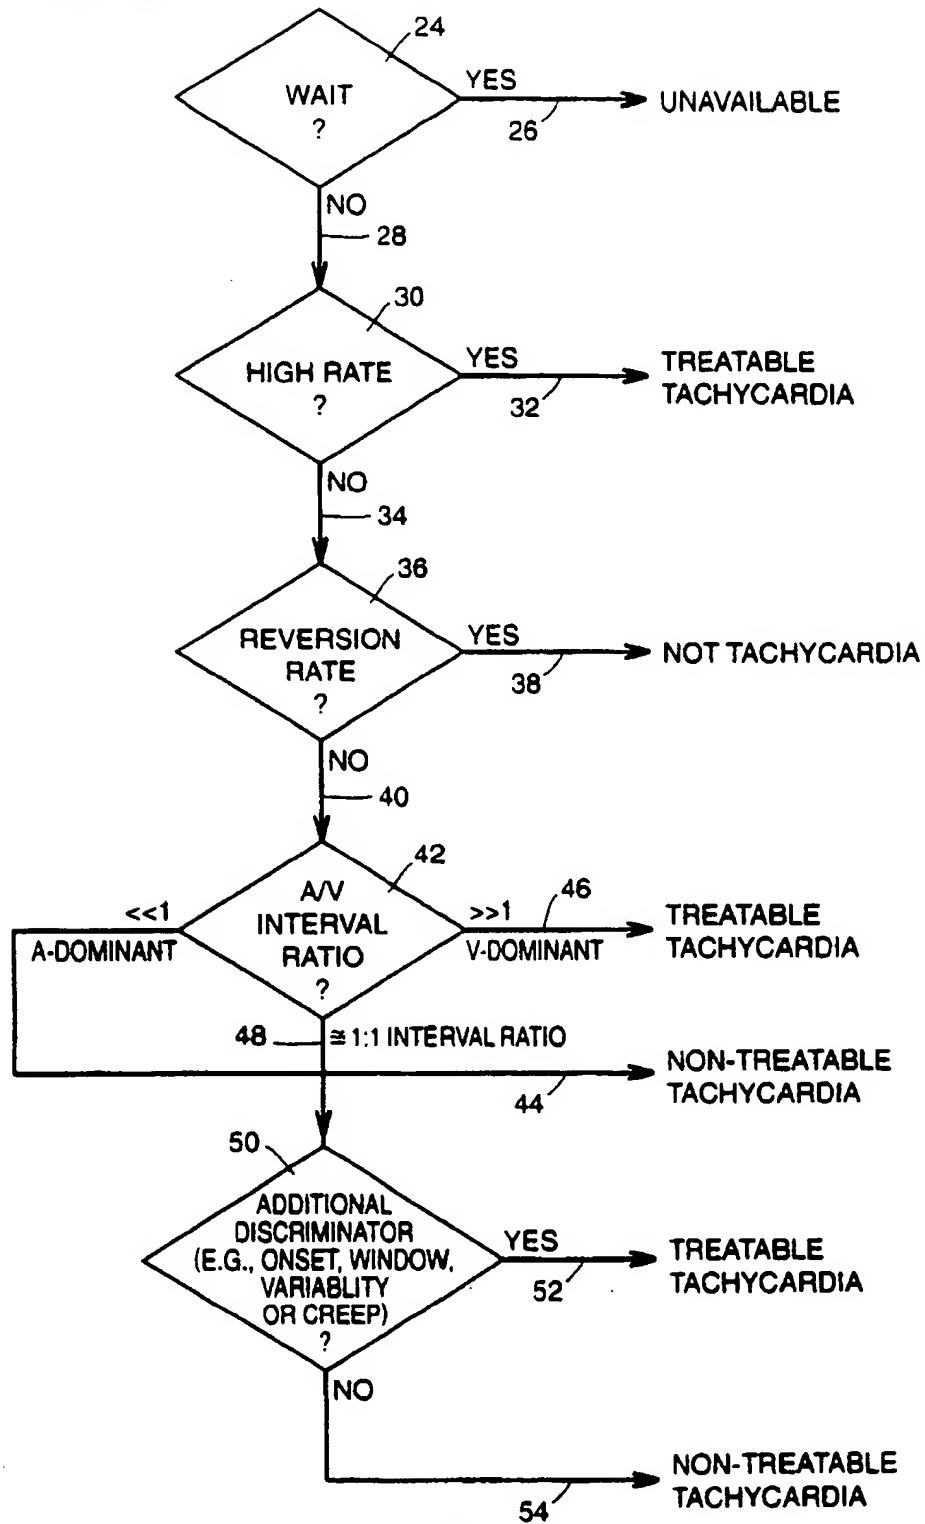 24
WAIT
?
YES
26
UNAVAILABLE
NO
28
30
HIGH RATE
?
YES
32
TREATABLE
TACHYCARDIA
NO
34
36
REVERSION
RATE
?
YES
38
NOT TACHYCARDIA
NO
40
42
A/V
INTERVAL
RATIO
?
<<1
A-DOMINANT
>>1
V-DOMINANT
46
TREATABLE
TACHYCARDIA
48
≅ 1:1 INTERVAL RATIO
44
NON-TREATABLE
TACHYCARDIA
50
ADDITIONAL
DISCRIMINATOR
(E.G., ONSET, WINDOW,
VARIABLITY
OR CREEP)
?
YES
52
TREATABLE
TACHYCARDIA
NO
54
NON-TREATABLE
TACHYCARDIA